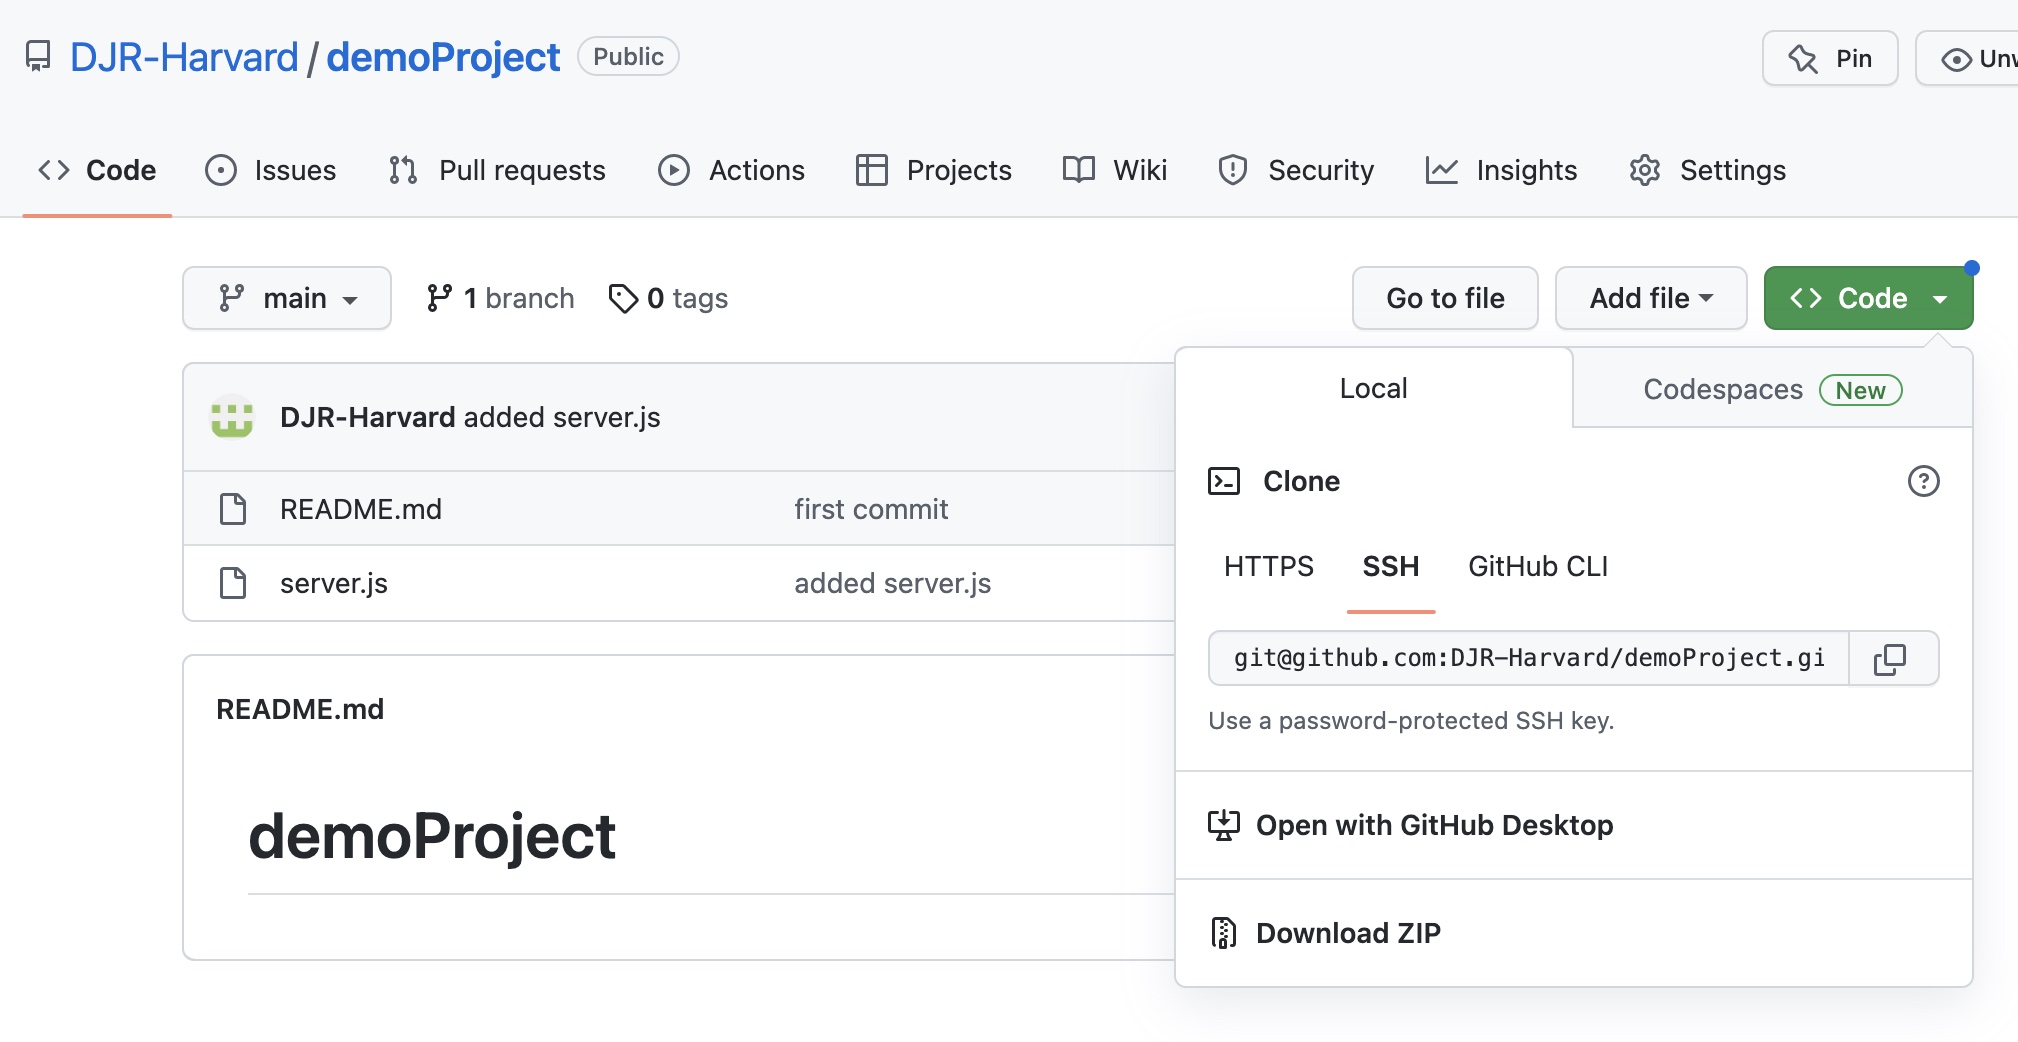 DJR-Harvard / demoProject Public
Pin
Unw
Code Issues Pull requests Actions Projects Wiki Security Insights Settings
main 1 branch 0 tags Go to file Add file Code
DJR-Harvard added server.js
README.md first commit
server.js added server.js
README.md
demoProject
Local Codespaces New
Clone
HTTPS SSH GitHub CLI
git@github.com:DJR-Harvard/demoProject.gi
Use a password-protected SSH key.
Open with GitHub Desktop
Download ZIP